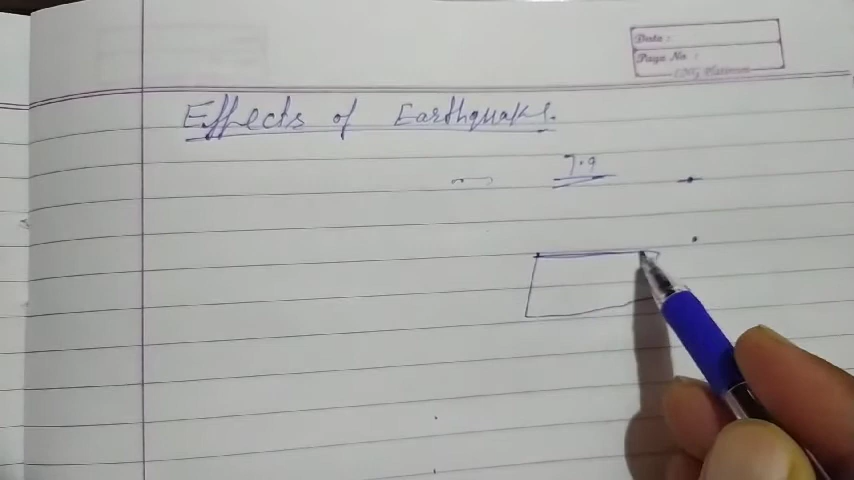 Date :
Page No :
Effects of Earthquake.
7.9